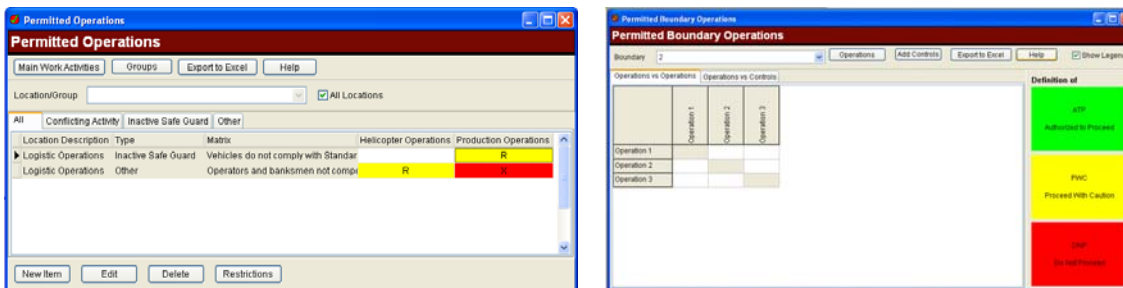 Permitted Operations
Permitted Operations
Main Work Activities Groups Export to Excel Help
Location/Group All Locations
All Conflicting Activity Inactive Safe Guard Other
Location Description Type Matrix Helicopter Operations Production Operations
Logistic Operations Inactive Safe Guard Vehicles do not comply with Standar R
Logistic Operations Other Operators and banksmen not compe R X
New Item Edit Delete Restrictions
Permitted Boundary Operations
Permitted Boundary Operations
Boundary 2 Operations Add Controls Export to Excel Help Show Legen
Operations vs Operations Operations vs Controls
Definition of
Operation 1 Operation 2 Operation 3
Operation 1
Operation 2
Operation 3
ATP
Authorized to Proceed
PWC
Proceed With Caution
DNP
Do Not Proceed